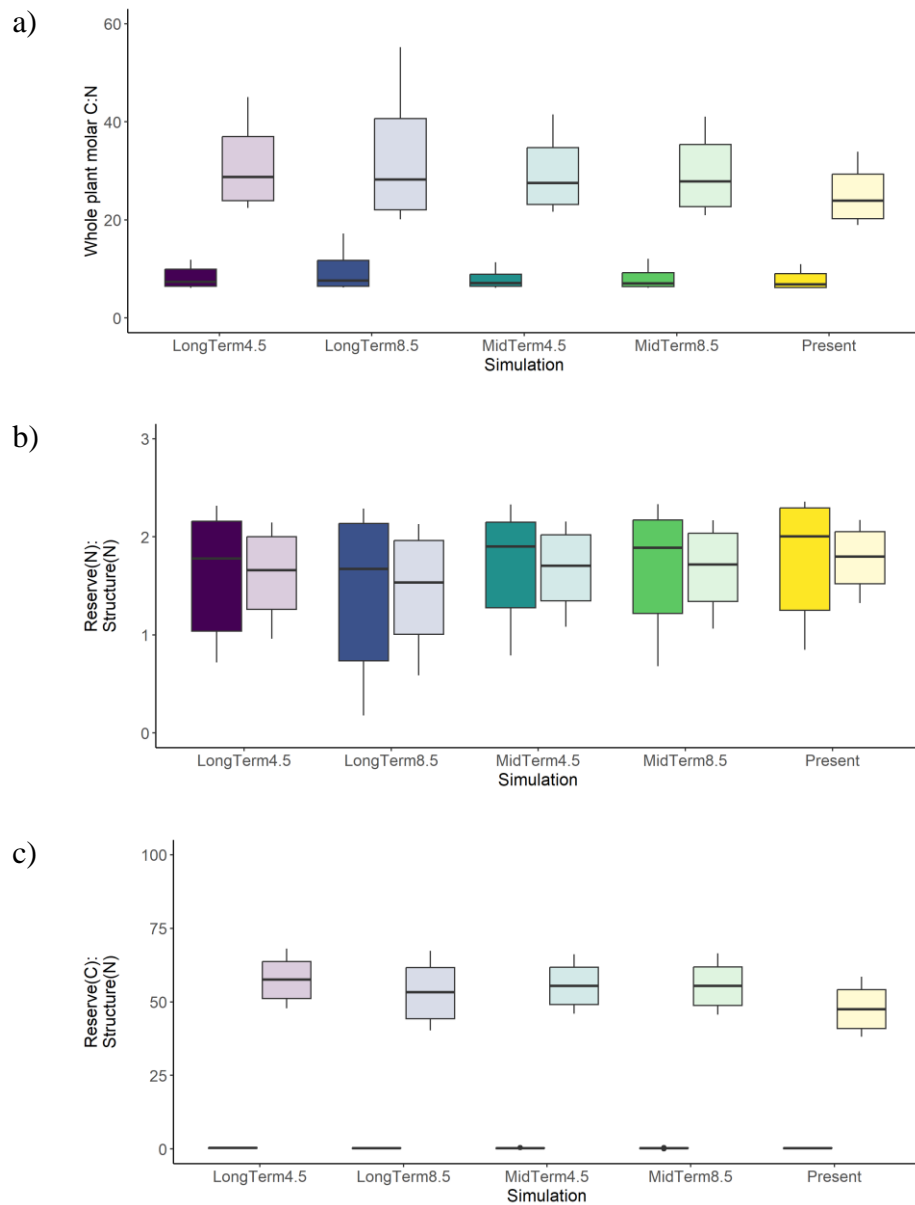 a)
Whole plant molar C:N
60
40
20
0
LongTerm4.5 LongTerm8.5 MidTerm4.5 MidTerm8.5 Present
Simulation
b)
Reserve(N):
Structure(N)
3
2
1
0
LongTerm4.5 LongTerm8.5 MidTerm4.5 MidTerm8.5 Present
Simulation
c)
Reserve(C):
Structure(N)
100
75
50
25
0
LongTerm4.5 LongTerm8.5 MidTerm4.5 MidTerm8.5 Present
Simulation